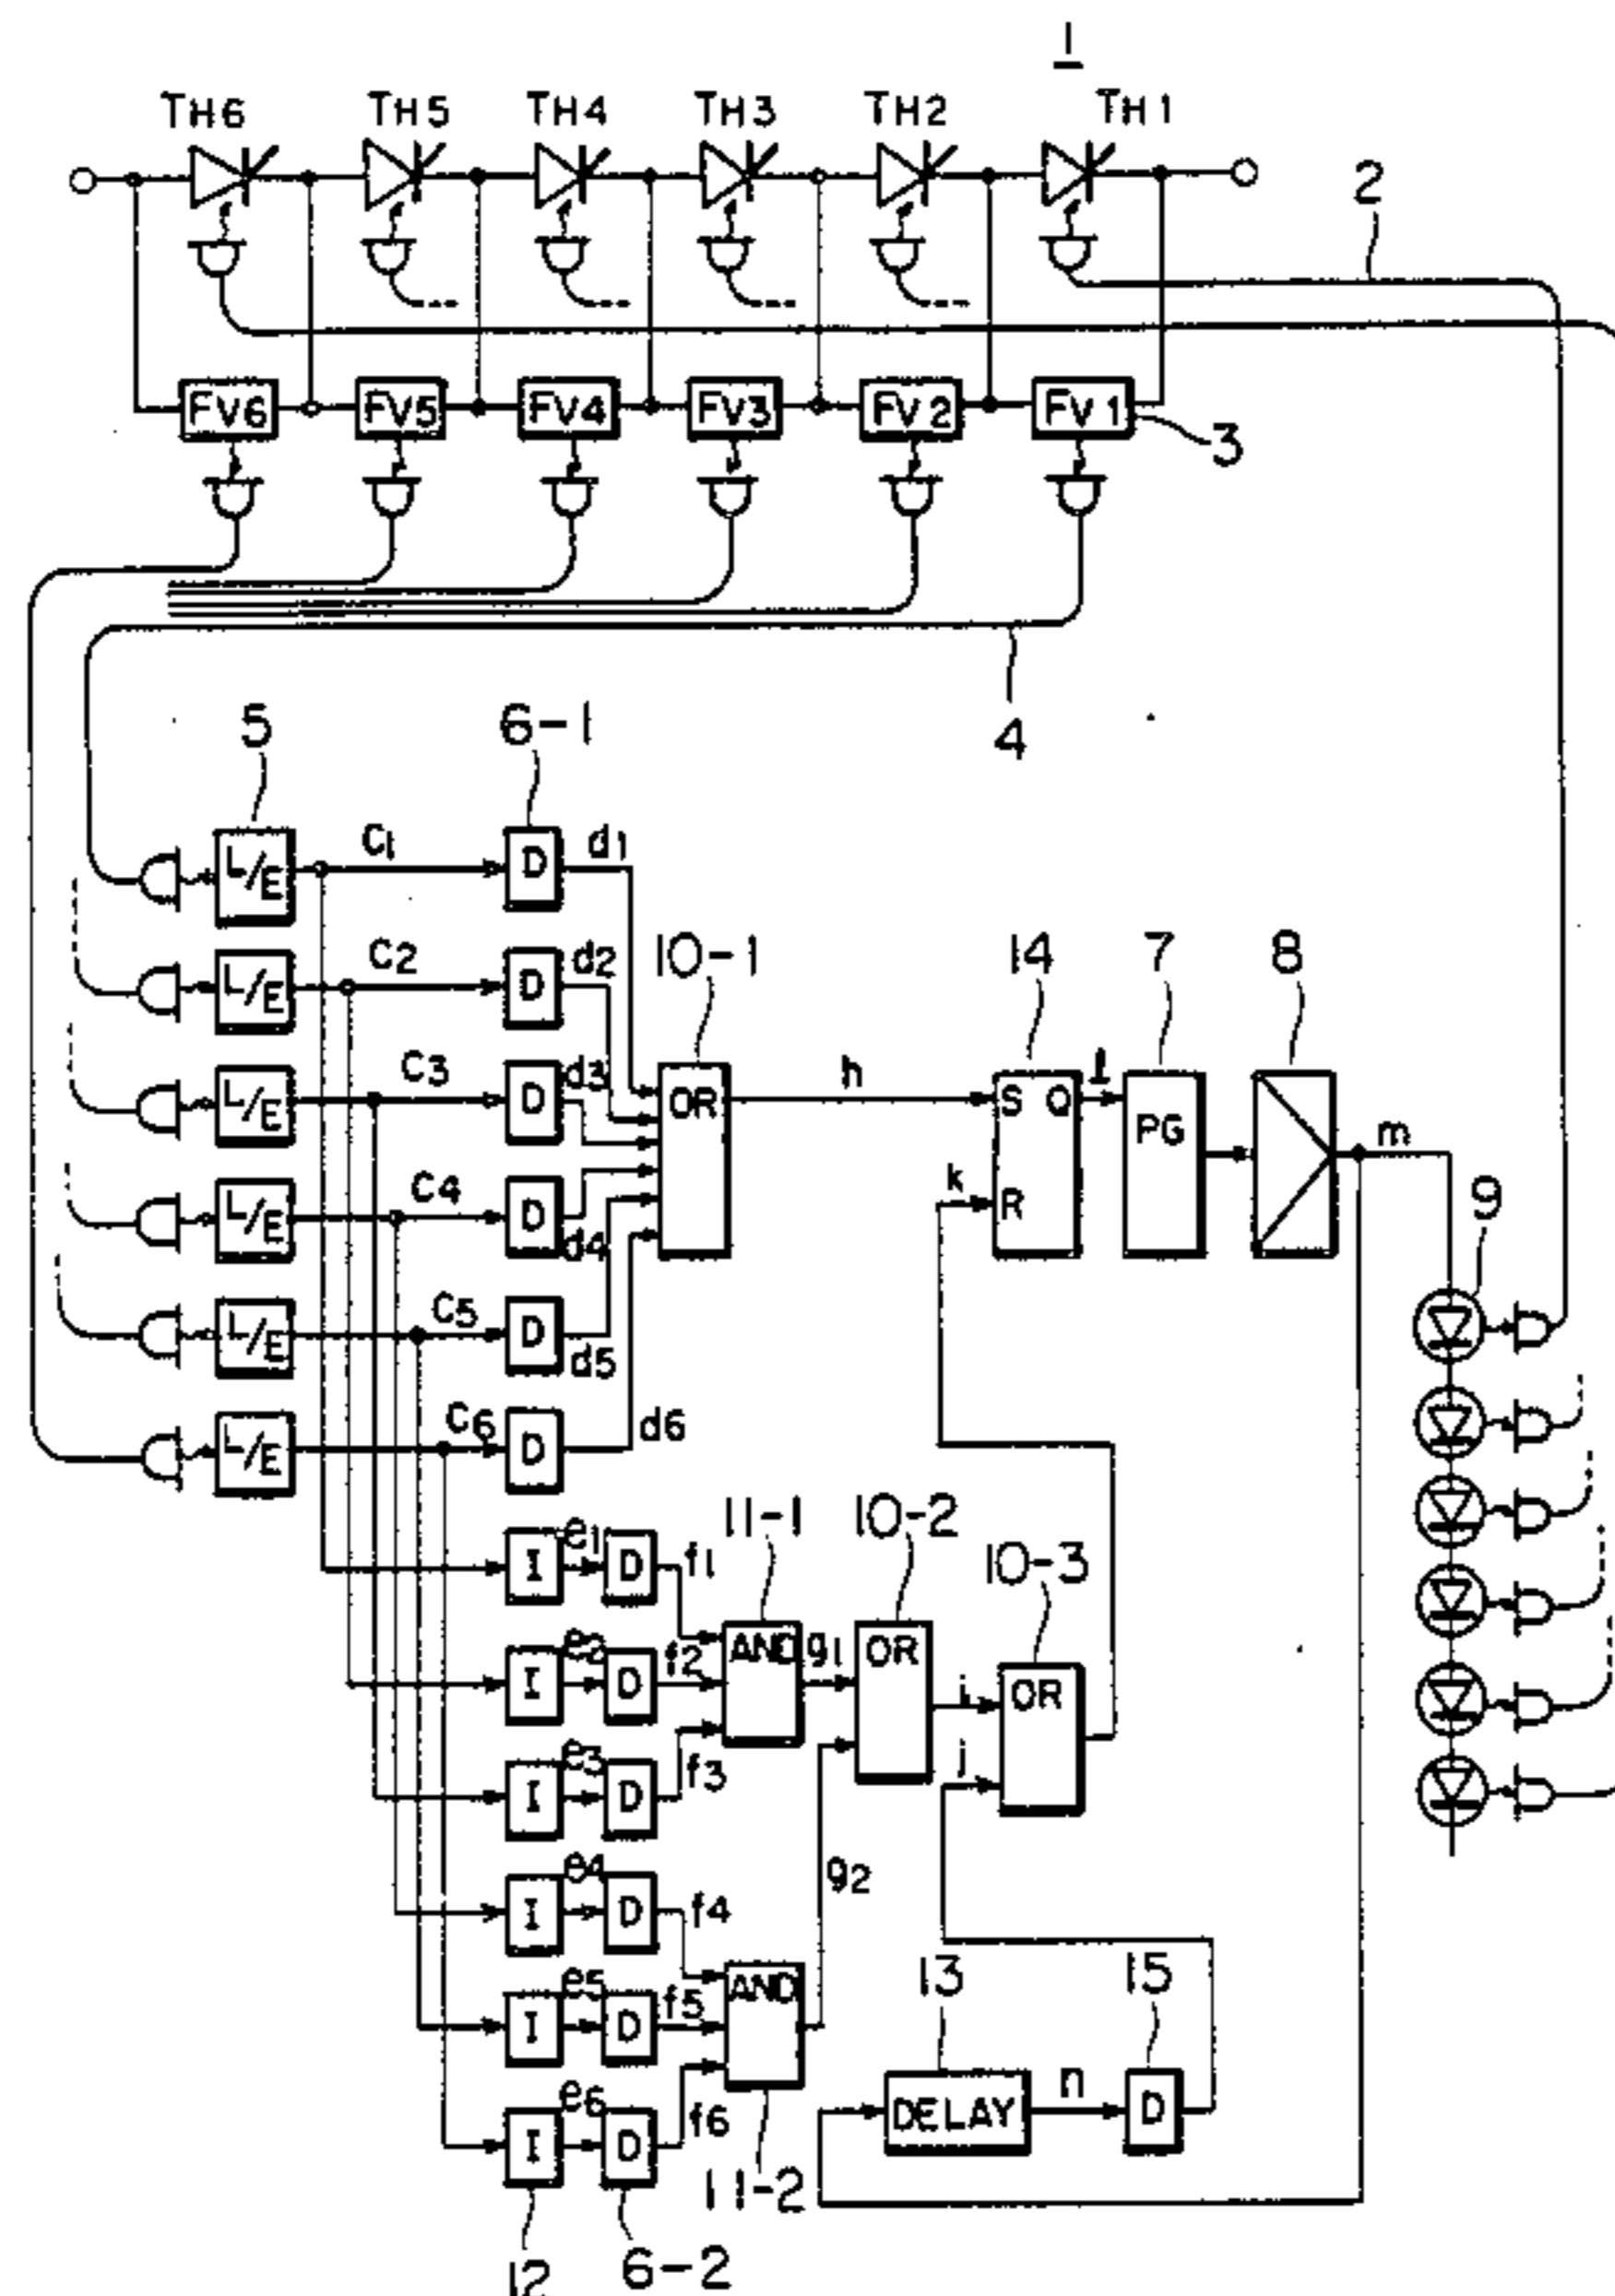 1
TH6 TH5 TH4 TH3 TH2 TH1
2
FV6 FV5 FV4 FV3 FV2 FV1
3
4
5 6-1
L/E C1 D d1
L/E C2 D d2 10-1 14 7 8
L/E C3 D d3 OR h S Q l PG m
L/E C4 D d4 k R 9
L/E C5 D d5
L/E C6 D d6
11-1 10-2 10-3
I e1 D f1
I e2 D f2 AND g1 OR i OR
I e3 D f3 j
I e4 D f4 g2
I e5 D f5 AND 13 15
I e6 D f6 DELAY n D
11-2
12 6-2